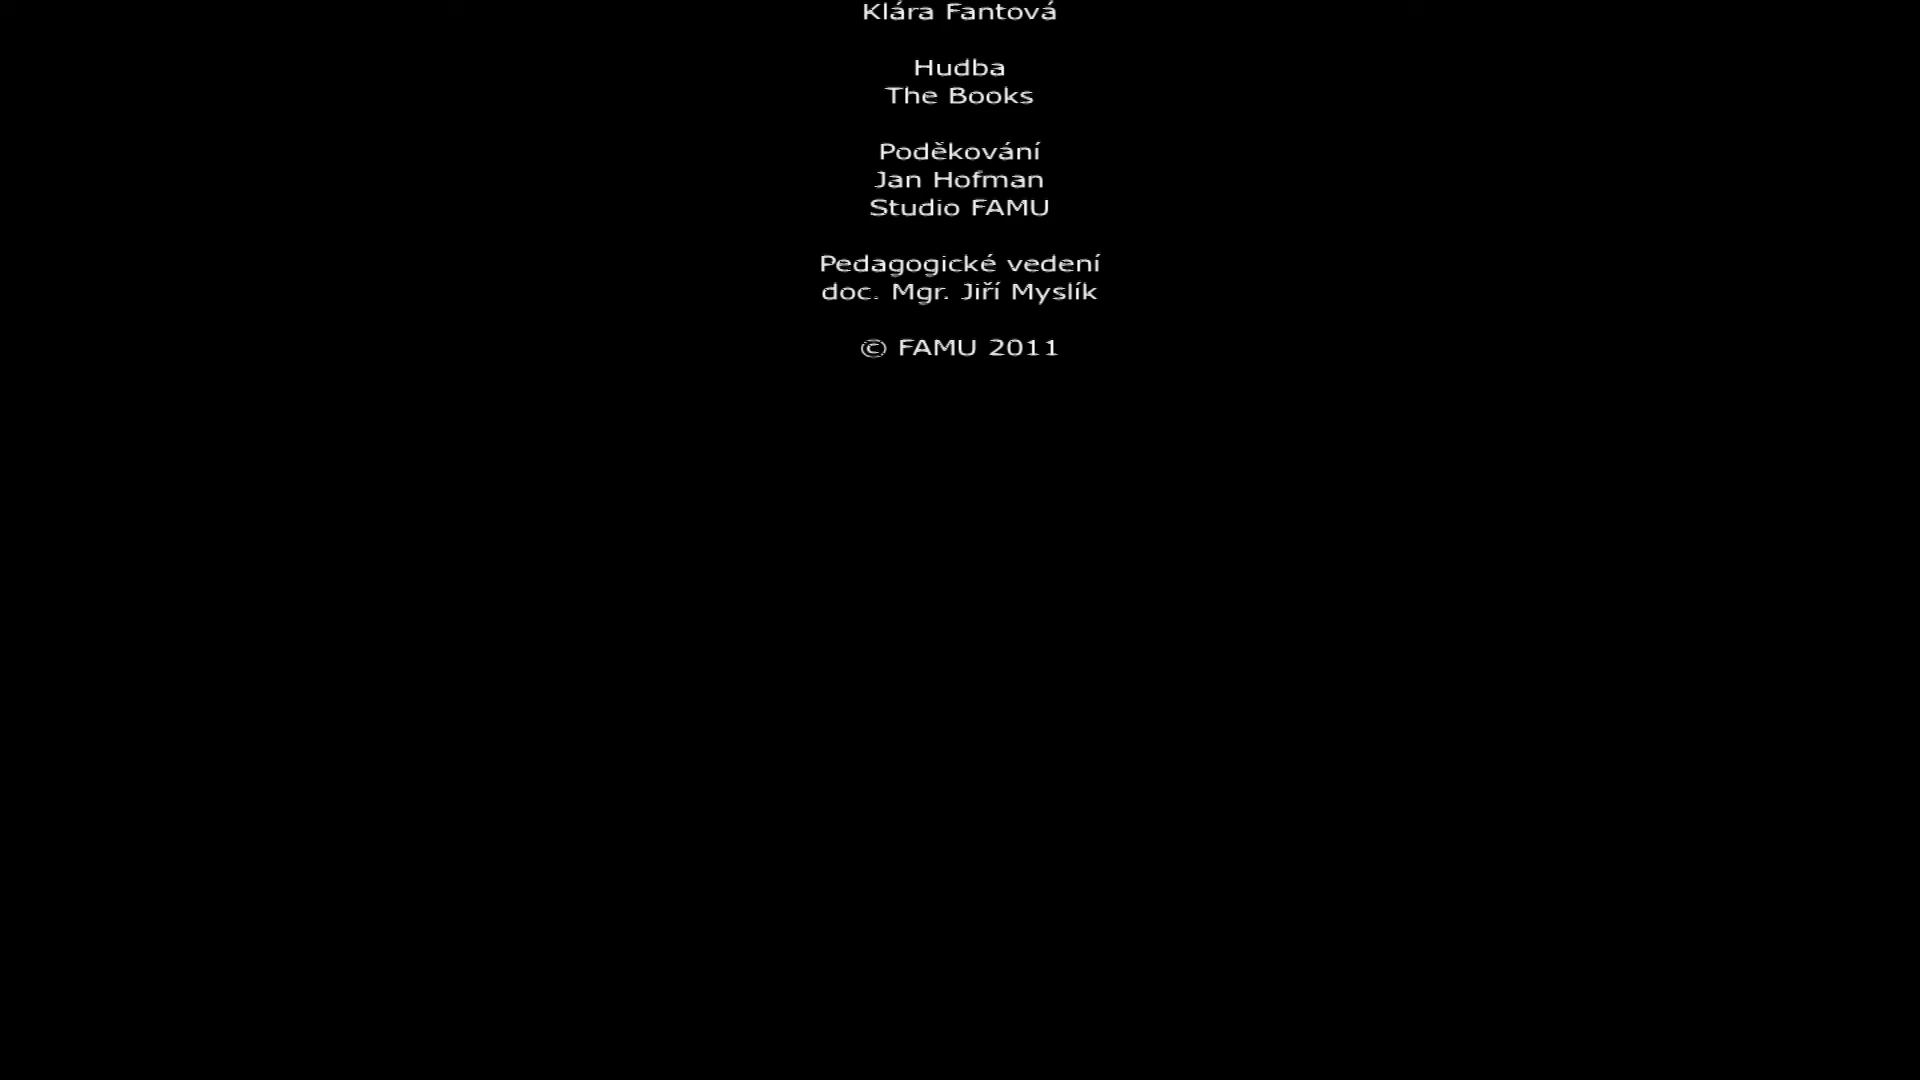 Klára Fantová
Hudba
The Books
Poděkování
Jan Hofman
Studio FAMU
Pedagogické vedení
doc. Mgr. Jiří Myslík
© FAMU 2011